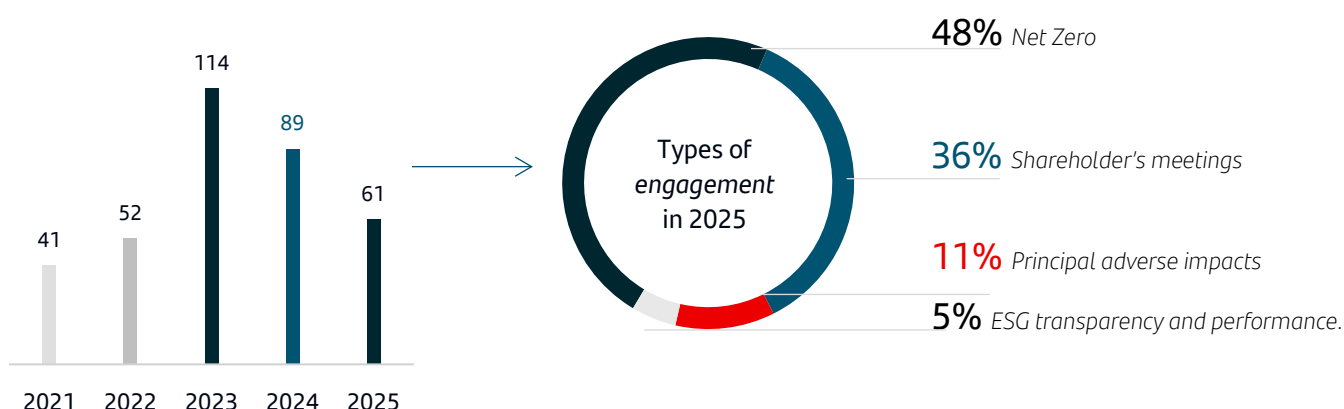 114
89
61
52
41
2021 2022 2023 2024 2025
Types of
engagement
in 2025
48% Net Zero
36% Shareholder’s meetings
11% Principal adverse impacts
5% ESG transparency and performance.